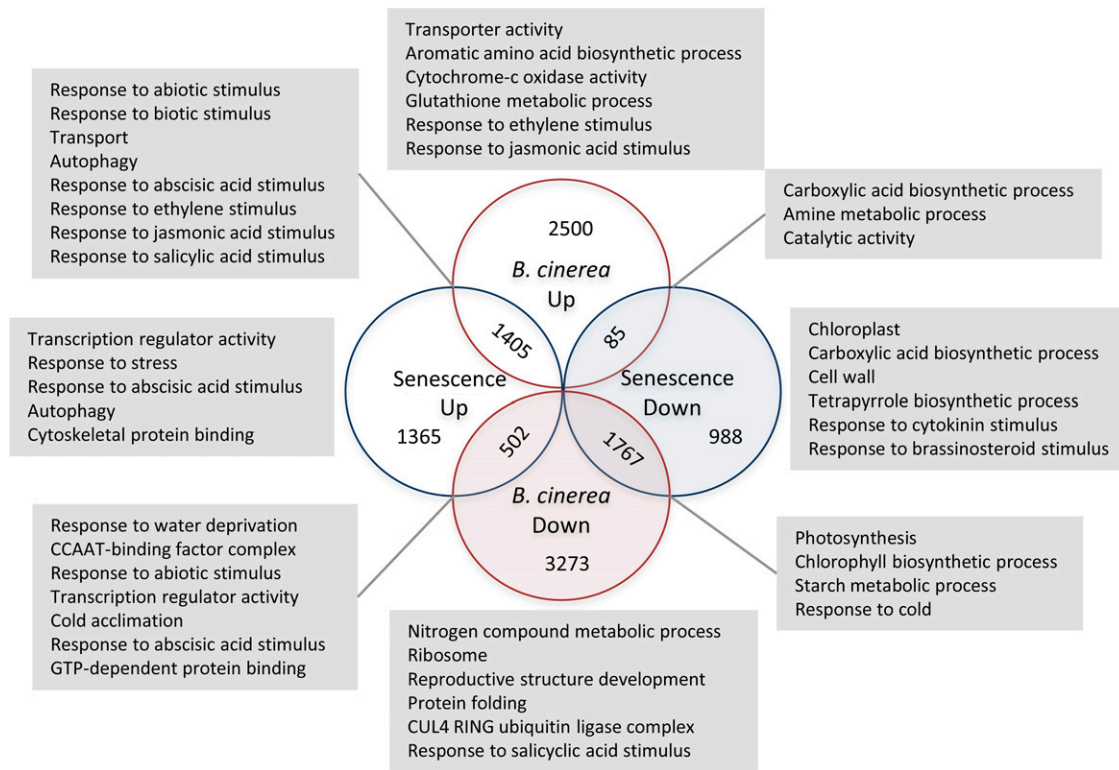 Transporter activity
Aromatic amino acid biosynthetic process
Cytochrome-c oxidase activity
Glutathione metabolic process
Response to ethylene stimulus
Response to jasmonic acid stimulus
Response to abiotic stimulus
Response to biotic stimulus
Transport
Autophagy
Response to abscisic acid stimulus
Response to ethylene stimulus
Response to jasmonic acid stimulus
Response to salicylic acid stimulus
Carboxylic acid biosynthetic process
Amine metabolic process
Catalytic activity
2500
B. cinerea
Up
1405
85
Transcription regulator activity
Response to stress
Response to abscisic acid stimulus
Autophagy
Cytoskeletal protein binding
Senescence
Up
1365
Senescence
Down
988
Chloroplast
Carboxylic acid biosynthetic process
Cell wall
Tetrapyrrole biosynthetic process
Response to cytokinin stimulus
Response to brassinosteroid stimulus
502
1767
B. cinerea
Down
3273
Response to water deprivation
CCAAT-binding factor complex
Response to abiotic stimulus
Transcription regulator activity
Cold acclimation
Response to abscisic acid stimulus
GTP-dependent protein binding
Photosynthesis
Chlorophyll biosynthetic process
Starch metabolic process
Response to cold
Nitrogen compound metabolic process
Ribosome
Reproductive structure development
Protein folding
CUL4 RING ubiquitin ligase complex
Response to salicyclic acid stimulus